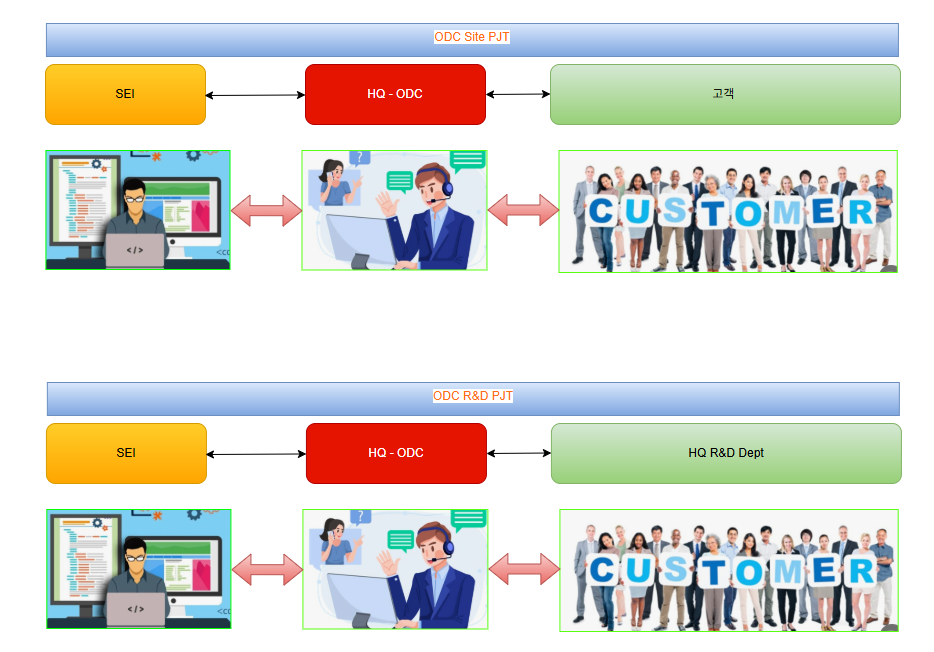 ODC Site PJT
SEI
HQ - ODC
고객
</>
?
CUSTOMER
ODC R&D PJT
SEI
HQ - ODC
HQ R&D Dept
</>
?
CUSTOMER